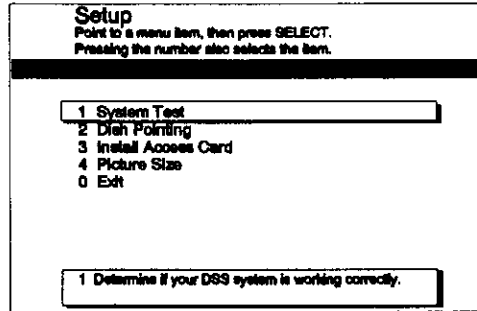 Setup
Point to a menu item, then press SELECT.
Pressing the number also selects the item.
1 System Test
2 Dish Pointing
3 Install Access Card
4 Picture Size
0 Exit
1 Determine if your DSS system is working correctly.